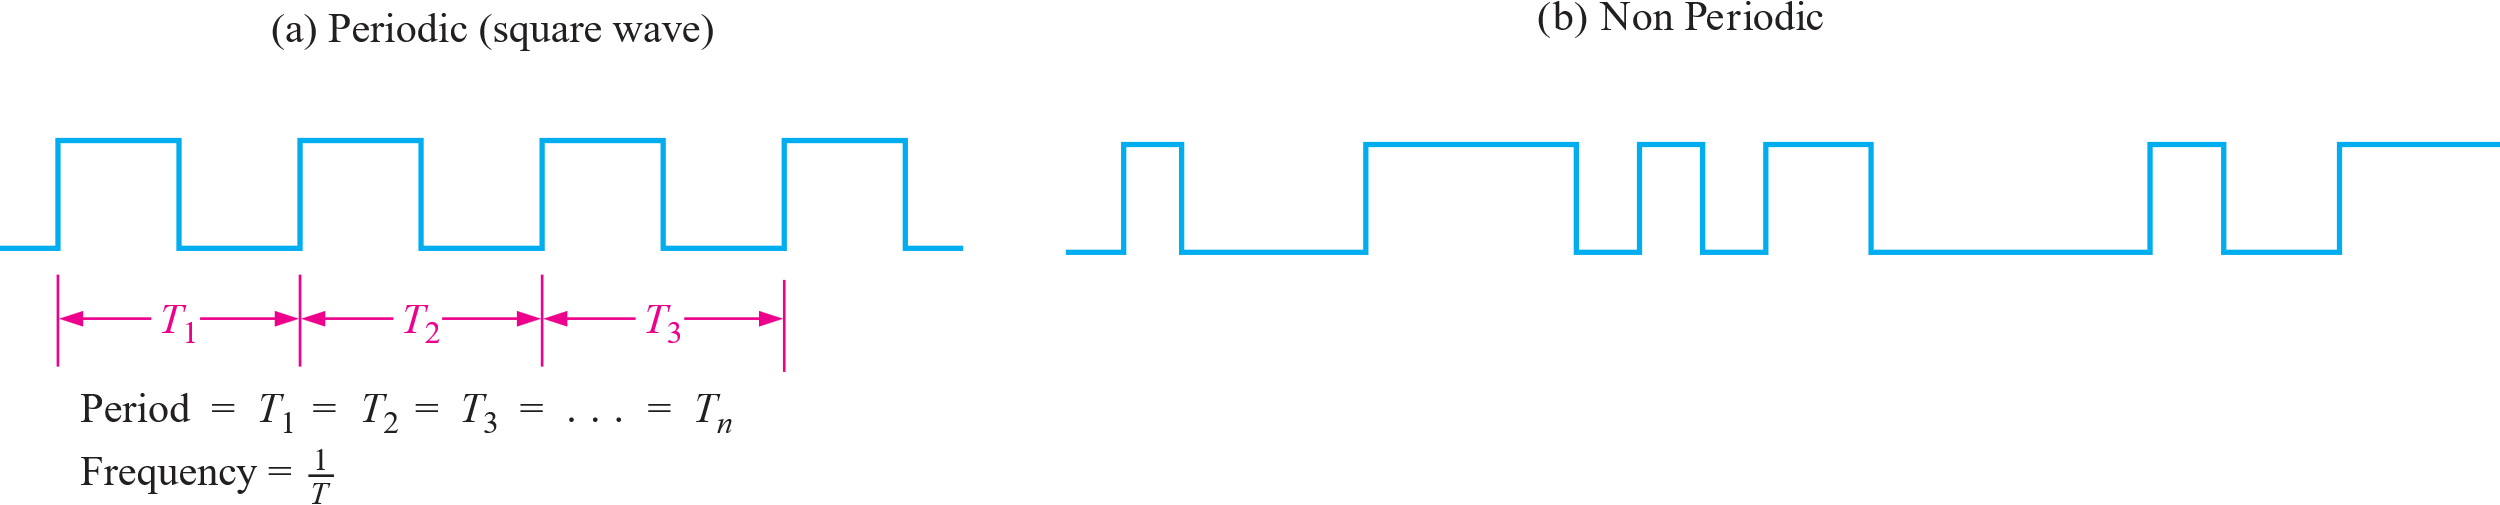 (a) Periodic (square wave)
(b) Non Periodic
T₁ T₂ T₃
Period = T₁ = T₂ = T₃ = . . . = Tₙ
Frequency = 1/T